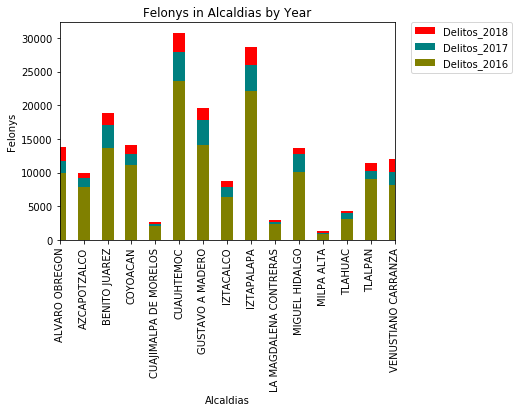 Felonys in Alcaldias by Year
Delitos_2018
Delitos_2017
Delitos_2016
Felonys
30000
25000
20000
15000
10000
5000
0
ALVARO OBREGON
AZCAPOTZALCO
BENITO JUAREZ
COYOACAN
CUAJIMALPA DE MORELOS
CUAUHTEMOC
GUSTAVO A MADERO
IZTACALCO
IZTAPALAPA
LA MAGDALENA CONTRERAS
MIGUEL HIDALGO
MILPA ALTA
TLAHUAC
TLALPAN
VENUSTIANO CARRANZA
Alcaldias